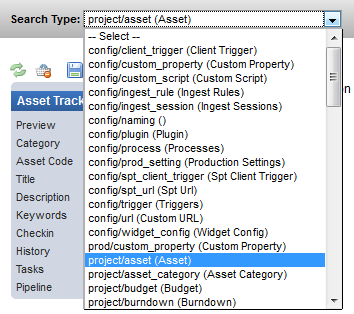 Search Type: project/asset (Asset)
-- Select --
config/client_trigger (Client Trigger)
config/custom_property (Custom Property)
config/custom_script (Custom Script)
config/ingest_rule (Ingest Rules)
config/ingest_session (Ingest Sessions)
config/naming ()
config/plugin (Plugin)
config/process (Processes)
config/prod_setting (Production Settings)
config/spt_client_trigger (Spt Client Trigger)
config/spt_url (Spt Url)
config/trigger (Triggers)
config/url (Custom URL)
config/widget_config (Widget Config)
prod/custom_property (Custom Property)
project/asset (Asset)
project/asset_category (Asset Category)
project/budget (Budget)
project/burndown (Burndown)
Asset Track
Preview
Category
Asset Code
Title
Description
Keywords
Checkin
History
Tasks
Pipeline
on